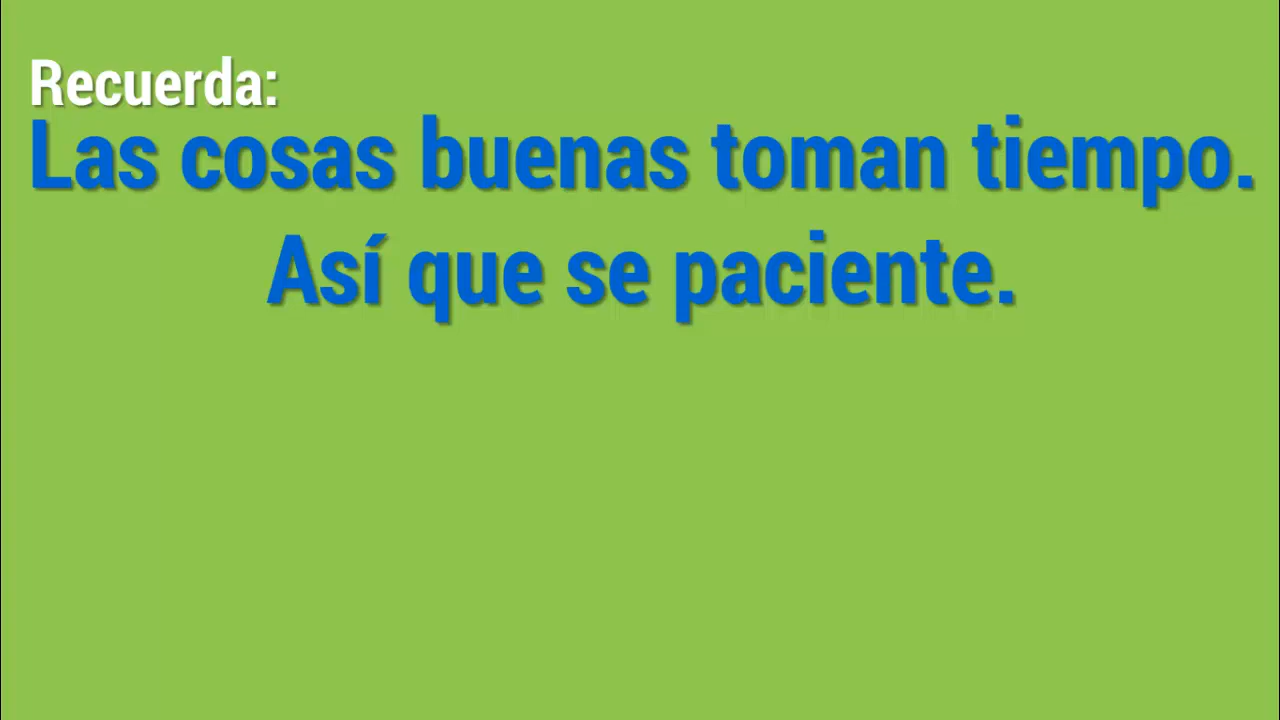 Recuerda:
Las cosas buenas toman tiempo.
Así que se paciente.